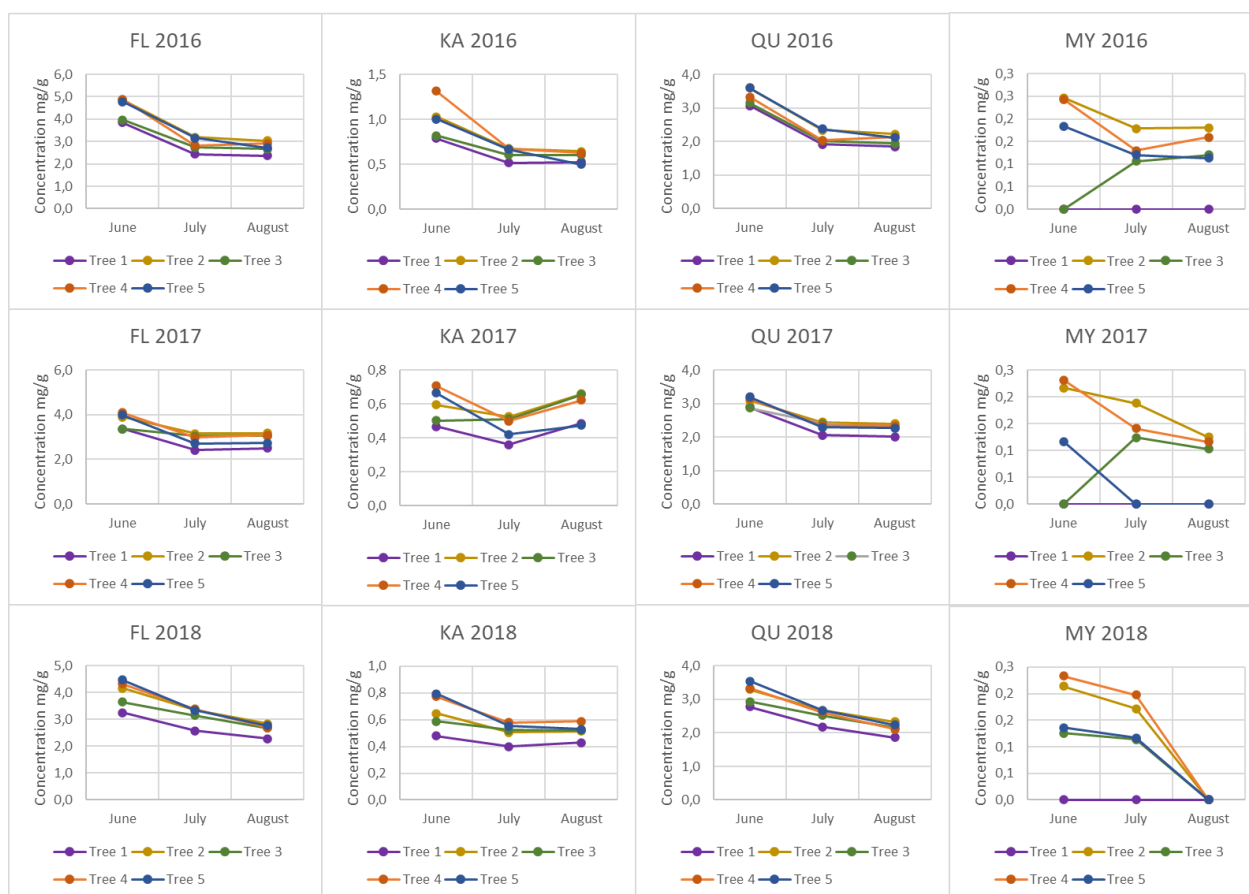 FL 2016
Concentration mg/g
6,0
5,0
4,0
3,0
2,0
1,0
0,0
June July August
Tree 1 Tree 2 Tree 3
Tree 4 Tree 5
KA 2016
Concentration mg/g
1,5
1,0
0,5
0,0
June July August
Tree 1 Tree 2 Tree 3
Tree 4 Tree 5
QU 2016
Concentration mg/g
4,0
3,0
2,0
1,0
0,0
June July August
Tree 1 Tree 2 Tree 3
Tree 4 Tree 5
MY 2016
Concentration mg/g
0,3
0,3
0,2
0,2
0,1
0,1
0,0
June July August
Tree 1 Tree 2 Tree 3
Tree 4 Tree 5
FL 2017
Concentration mg/g
6,0
4,0
2,0
0,0
June July August
Tree 1 Tree 2 Tree 3
Tree 4 Tree 5
KA 2017
Concentration mg/g
0,8
0,6
0,4
0,2
0,0
June July August
Tree 1 Tree 2 Tree 3
Tree 4 Tree 5
QU 2017
Concentration mg/g
4,0
3,0
2,0
1,0
0,0
June July August
Tree 1 Tree 2 Tree 3
Tree 4 Tree 5
MY 2017
Concentration mg/g
0,3
0,2
0,2
0,1
0,1
0,0
June July August
Tree 1 Tree 2 Tree 3
Tree 4 Tree 5
FL 2018
Concentration mg/g
5,0
4,0
3,0
2,0
1,0
0,0
June July August
Tree 1 Tree 2 Tree 3
Tree 4 Tree 5
KA 2018
Concentration mg/g
1,0
0,8
0,6
0,4
0,2
0,0
June July August
Tree 1 Tree 2 Tree 3
Tree 4 Tree 5
QU 2018
Concentration mg/g
4,0
3,0
2,0
1,0
0,0
June July August
Tree 1 Tree 2 Tree 3
Tree 4 Tree 5
MY 2018
Concentration mg/g
0,3
0,2
0,2
0,1
0,1
0,0
June July August
Tree 1 Tree 2 Tree 3
Tree 4 Tree 5